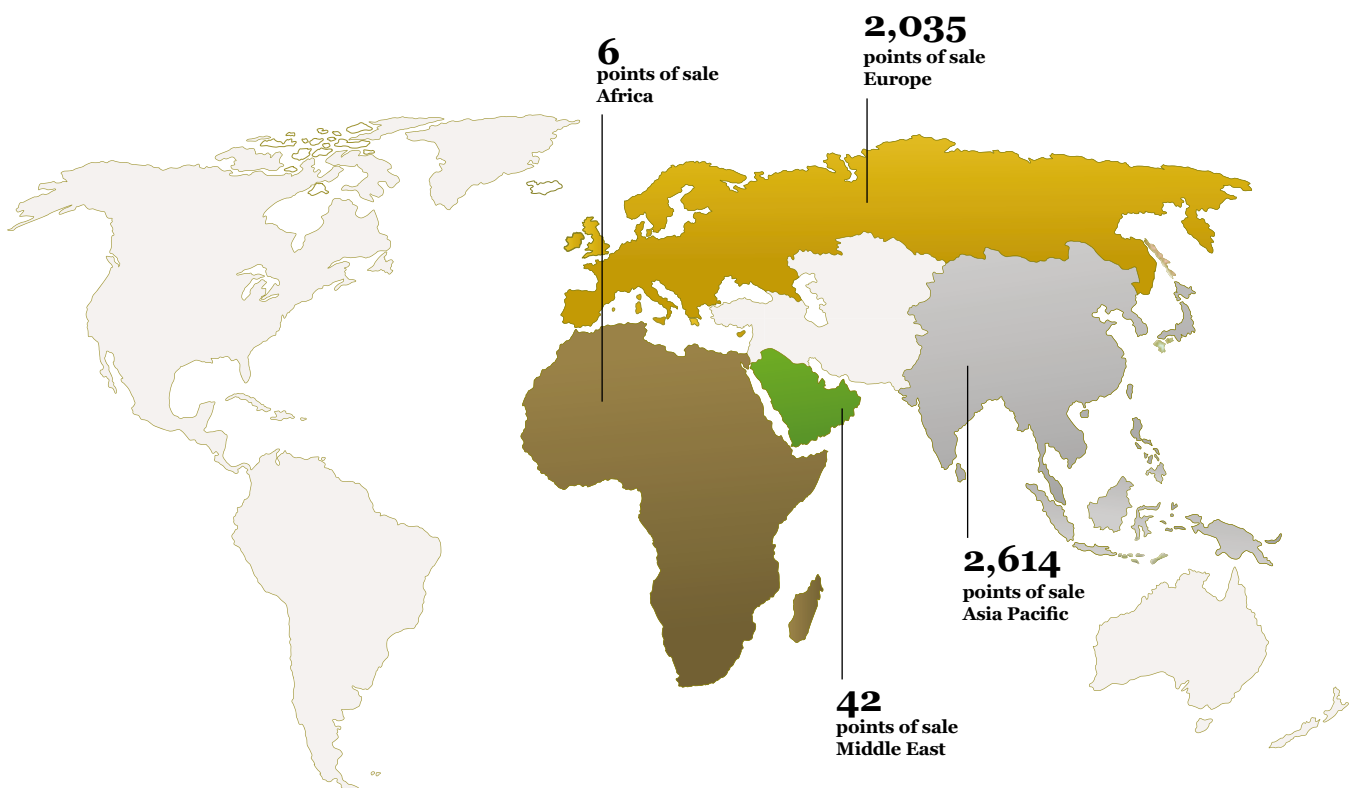 6
points of sale
Africa
2,035
points of sale
Europe
2,614
points of sale
Asia Pacific
42
points of sale
Middle East